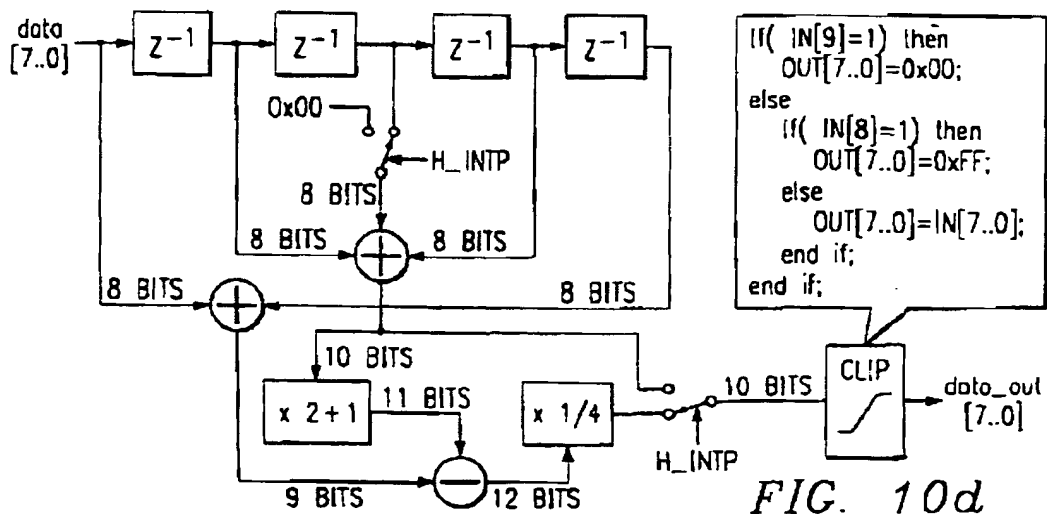 data
[7..0]
Z⁻¹
Z⁻¹
Z⁻¹
Z⁻¹
0x00
H_INTP
8 BITS
8 BITS
8 BITS
8 BITS
8 BITS
10 BITS
x 2+1
11 BITS
9 BITS
12 BITS
x 1/4
H_INTP
10 BITS
If( IN[9]=1) then
OUT[7..0]=0x00;
else
If( IN[8]=1) then
OUT[7..0]=0xFF;
else
OUT[7..0]=IN[7..0];
end if;
end if;
CLIP
data_out
[7..0]
FIG. 10d